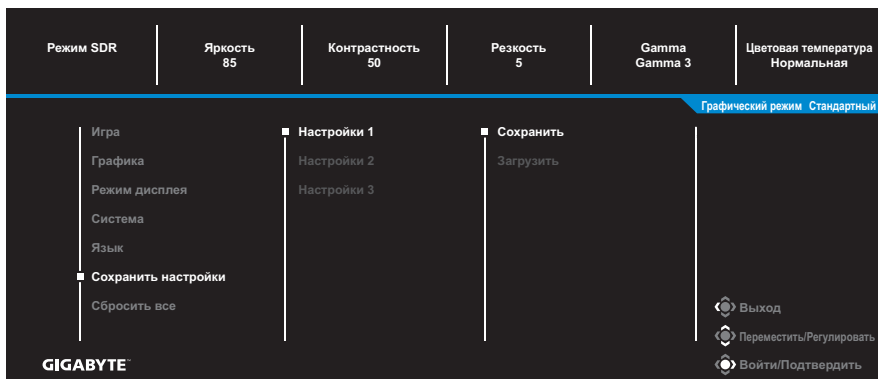 Режим SDR
Яркость
85
Контрастность
50
Резкость
5
Gamma
Gamma 3
Цветовая температура
Нормальная
Графический режим Стандартный
Игра
Графика
Режим дисплея
Система
Язык
Сохранить настройки
Сбросить все
Настройки 1
Настройки 2
Настройки 3
Сохранить
Загрузить
Выход
Переместить/Регулировать
Войти/Подтвердить
GIGABYTE™